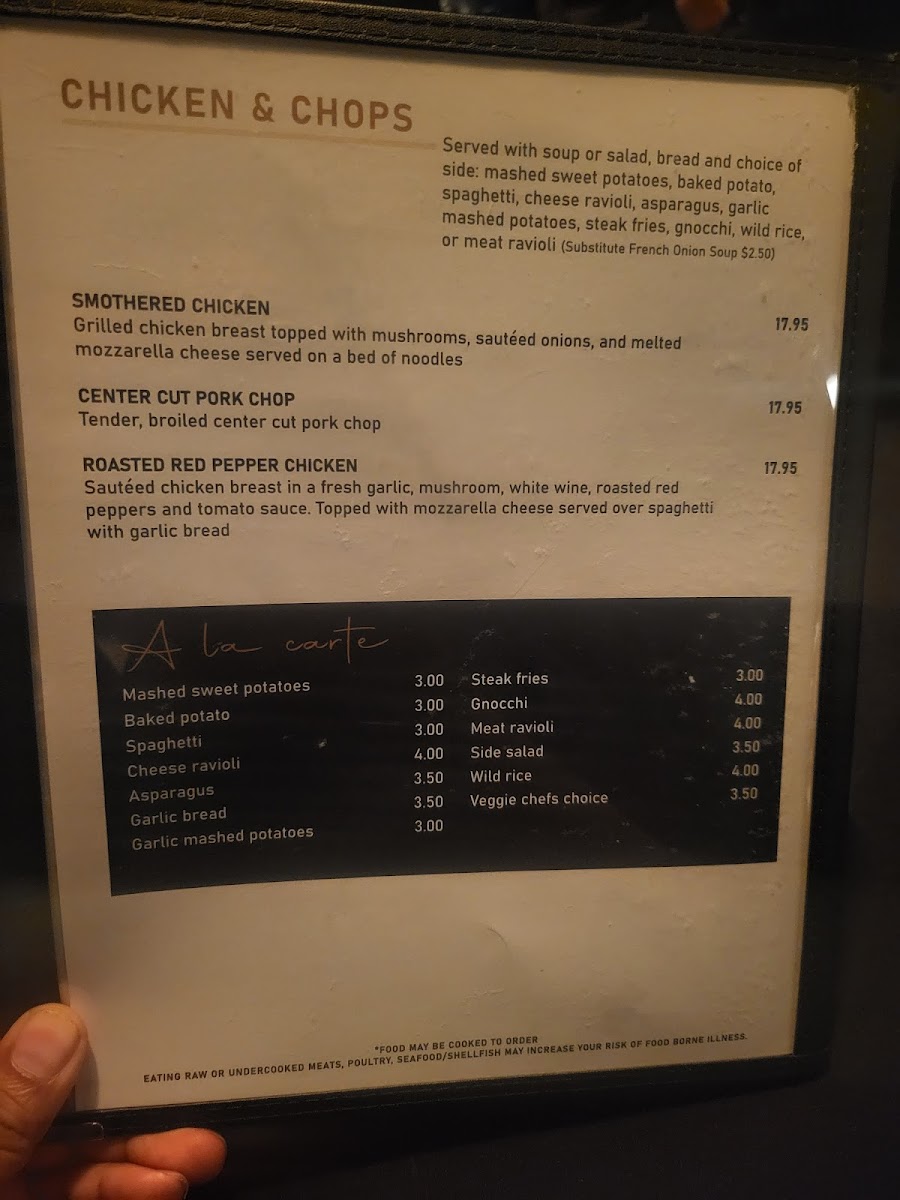 CHICKEN & CHOPS
Served with soup or salad, bread and choice of
side: mashed sweet potatoes, baked potato,
spaghetti, cheese ravioli, asparagus, garlic
mashed potatoes, steak fries, gnocchi, wild rice,
or meat ravioli (Substitute French Onion Soup $2.50)
SMOTHERED CHICKEN 17.95
Grilled chicken breast topped with mushrooms, sautéed onions, and melted
mozzarella cheese served on a bed of noodles
CENTER CUT PORK CHOP 17.95
Tender, broiled center cut pork chop
ROASTED RED PEPPER CHICKEN 17.95
Sautéed chicken breast in a fresh garlic, mushroom, white wine, roasted red
peppers and tomato sauce. Topped with mozzarella cheese served over spaghetti
with garlic bread
A la carte
Mashed sweet potatoes 3.00
Baked potato 3.00
Spaghetti 3.00
Cheese ravioli 4.00
Asparagus 3.50
Garlic bread 3.50
Garlic mashed potatoes 3.00
Steak fries 3.00
Gnocchi 4.00
Meat ravioli 4.00
Side salad 3.50
Wild rice 4.00
Veggie chefs choice 3.50
*FOOD MAY BE COOKED TO ORDER
EATING RAW OR UNDERCOOKED MEATS, POULTRY, SEAFOOD/SHELLFISH MAY INCREASE YOUR RISK OF FOOD BORNE ILLNESS.